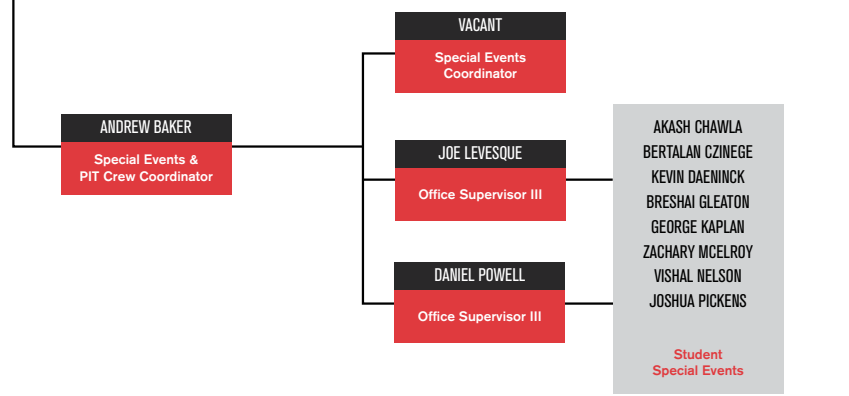 VACANT
Special Events
Coordinator
ANDREW BAKER
Special Events &
PIT Crew Coordinator
JOE LEVESQUE
Office Supervisor III
DANIEL POWELL
Office Supervisor III
AKASH CHAWLA
BERTALAN CZINEGE
KEVIN DAENINCK
BRESHAI GLEATON
GEORGE KAPLAN
ZACHARY MCELROY
VISHAL NELSON
JOSHUA PICKENS
Student
Special Events